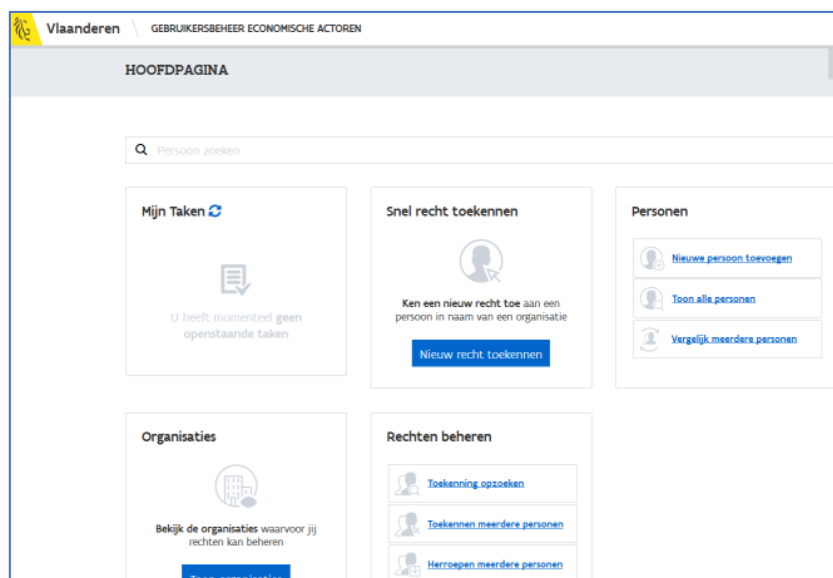 Vlaanderen
GEBRUIKERSBEHEER ECONOMISCHE ACTOREN
HOOFDPAGINA
Persoon zoeken
Mijn Taken
U heeft momenteel geen
openstaande taken
Snel recht toekennen
Ken een nieuw recht toe aan een
persoon in naam van een organisatie
Nieuw recht toekennen
Personen
Nieuwe persoon toevoegen
Toon alle personen
Vergelijk meerdere personen
Organisaties
Bekijk de organisaties waarvoor jij
rechten kan beheren
Toon organisaties
Rechten beheren
Toekenning opzoeken
Toekennen meerdere personen
Herroepen meerdere personen